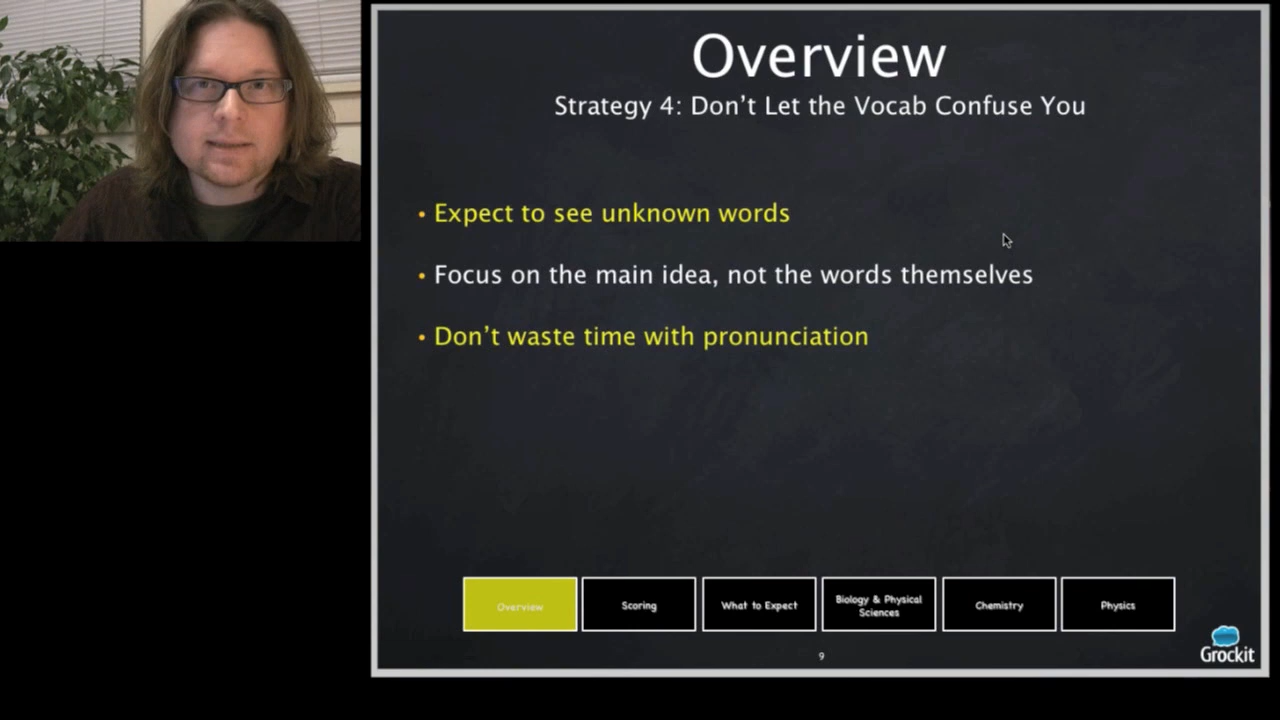 Overview
Strategy 4: Don't Let the Vocab Confuse You
• Expect to see unknown words
• Focus on the main idea, not the words themselves
• Don't waste time with pronunciation
Overview
Scoring
What to Expect
Biology & Physical
Sciences
Chemistry
Physics
9
Grockit